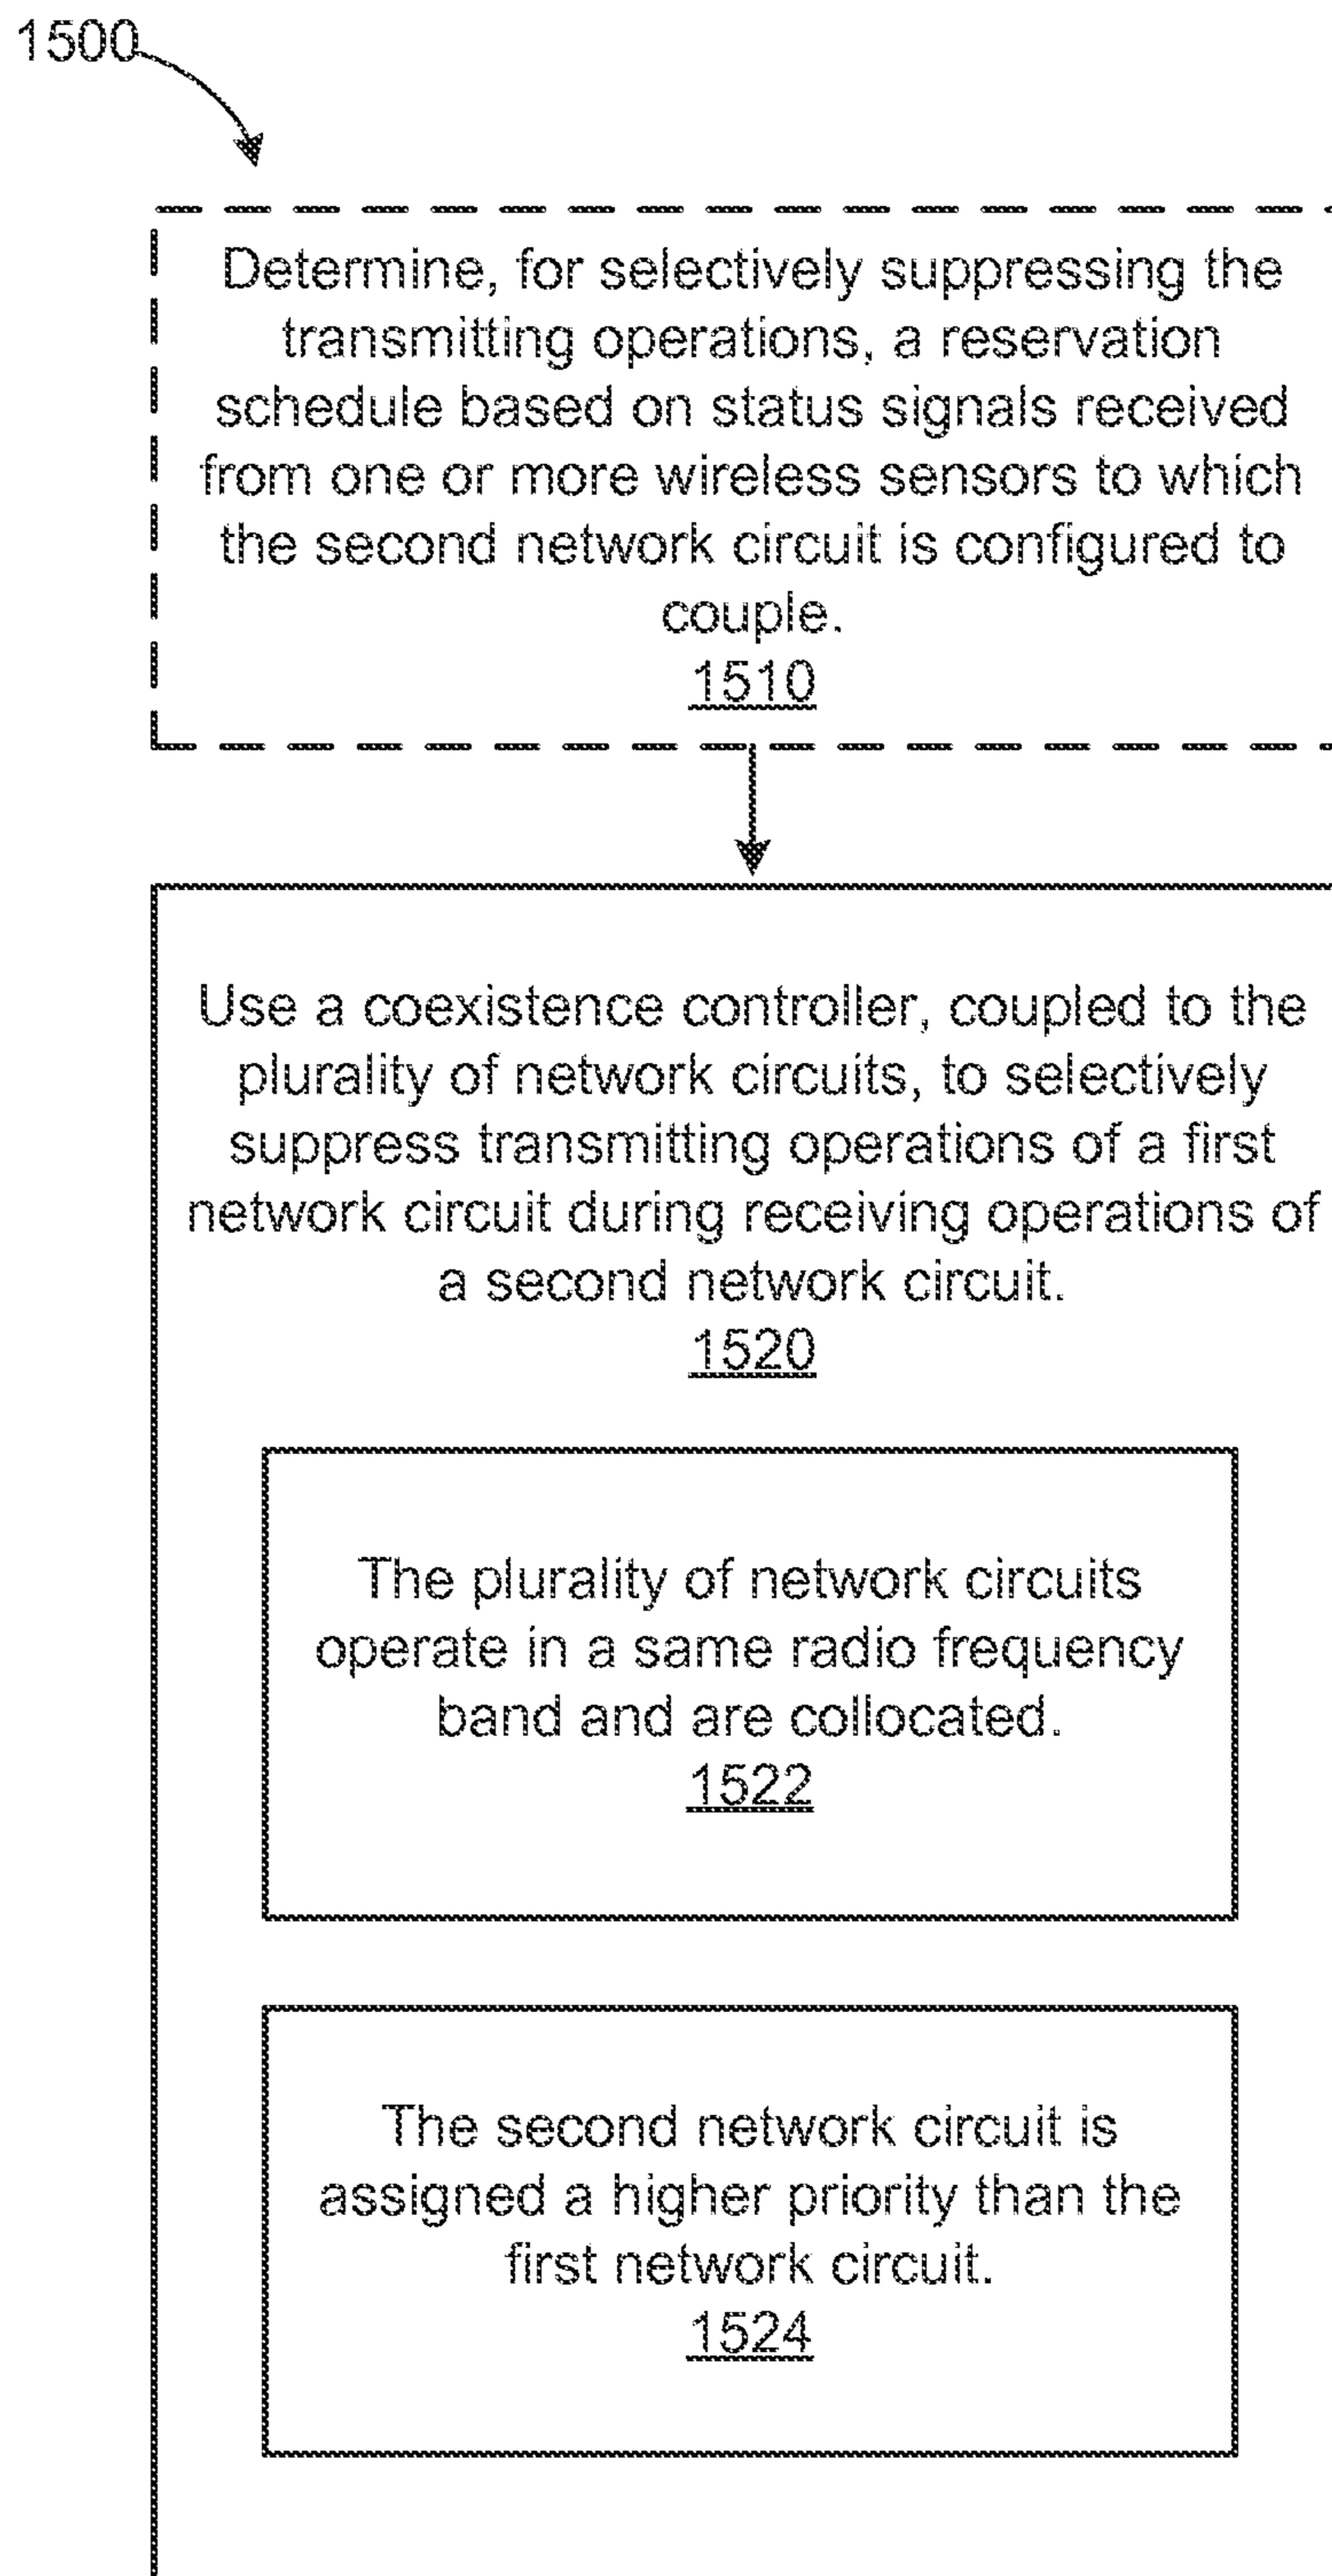 1500
Determine, for selectively suppressing the
transmitting operations, a reservation
schedule based on status signals received
from one or more wireless sensors to which
the second network circuit is configured to
couple.
1510
Use a coexistence controller, coupled to the
plurality of network circuits, to selectively
suppress transmitting operations of a first
network circuit during receiving operations of
a second network circuit.
1520
The plurality of network circuits
operate in a same radio frequency
band and are collocated.
1522
The second network circuit is
assigned a higher priority than the
first network circuit.
1524